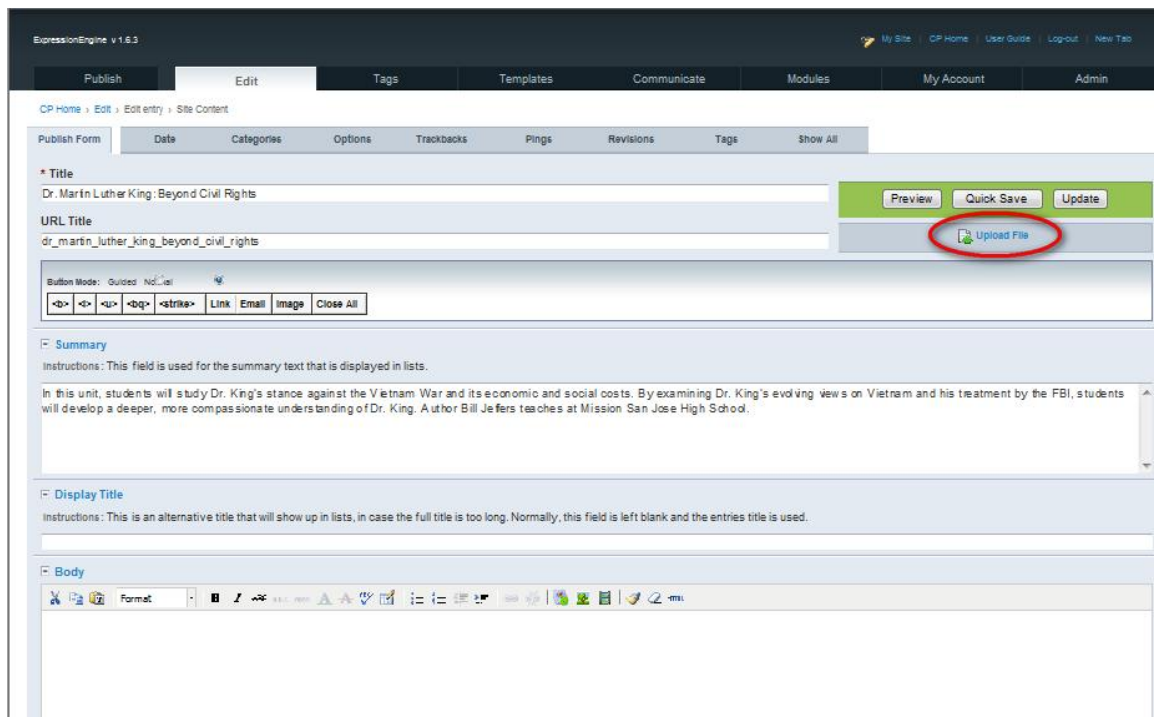 ExpressionEngine v 1.6.3
My Site | CP Home | User Guide | Log-out | New Tab
Publish Edit Tags Templates Communicate Modules My Account Admin
CP Home › Edit › Edit entry › Site Content
Publish Form Date Categories Options Trackbacks Pings Revisions Tags Show All
* Title
Dr. Martin Luther King: Beyond Civil Rights
Preview Quick Save Update
URL Title
Upload File
dr_martin_luther_king_beyond_civil_rights
Button Mode: Guided
<b> <i> <u> <bq> <strike> Link Email Image Close All
Summary
Instructions: This field is used for the summary text that is displayed in lists.
In this unit, students will study Dr. King's stance against the Vietnam War and its economic and social costs. By examining Dr. King's evolving views on Vietnam and his treatment by the FBI, students
will develop a deeper, more compassionate understanding of Dr. King. Author Bill Jeffers teaches at Mission San Jose High School.
Display Title
Instructions: This is an alternative title that will show up in lists, in case the full title is too long. Normally, this field is left blank and the entries title is used.
Body
Format